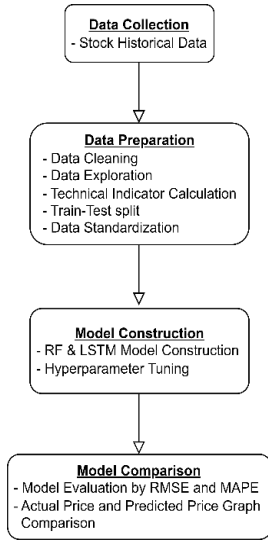 Data Collection
- Stock Historical Data
Data Preparation
- Data Cleaning
- Data Exploration
- Technical Indicator Calculation
- Train-Test split
- Data Standardization
Model Construction
- RF & LSTM Model Construction
- Hyperparameter Tuning
Model Comparison
- Model Evaluation by RMSE and MAPE
- Actual Price and Predicted Price Graph
Comparison